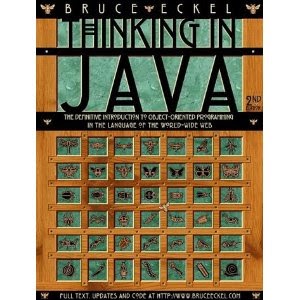 BRUCE ECKEL
THINKING IN
JAVA
2ND
EDITION
THE DEFINITIVE INTRODUCTION TO OBJECT-ORIENTED PROGRAMMING
IN THE LANGUAGE OF THE WORLD-WIDE WEB
FULL TEXT, UPDATES AND CODE AT HTTP://WWW.BRUCEECKEL.COM